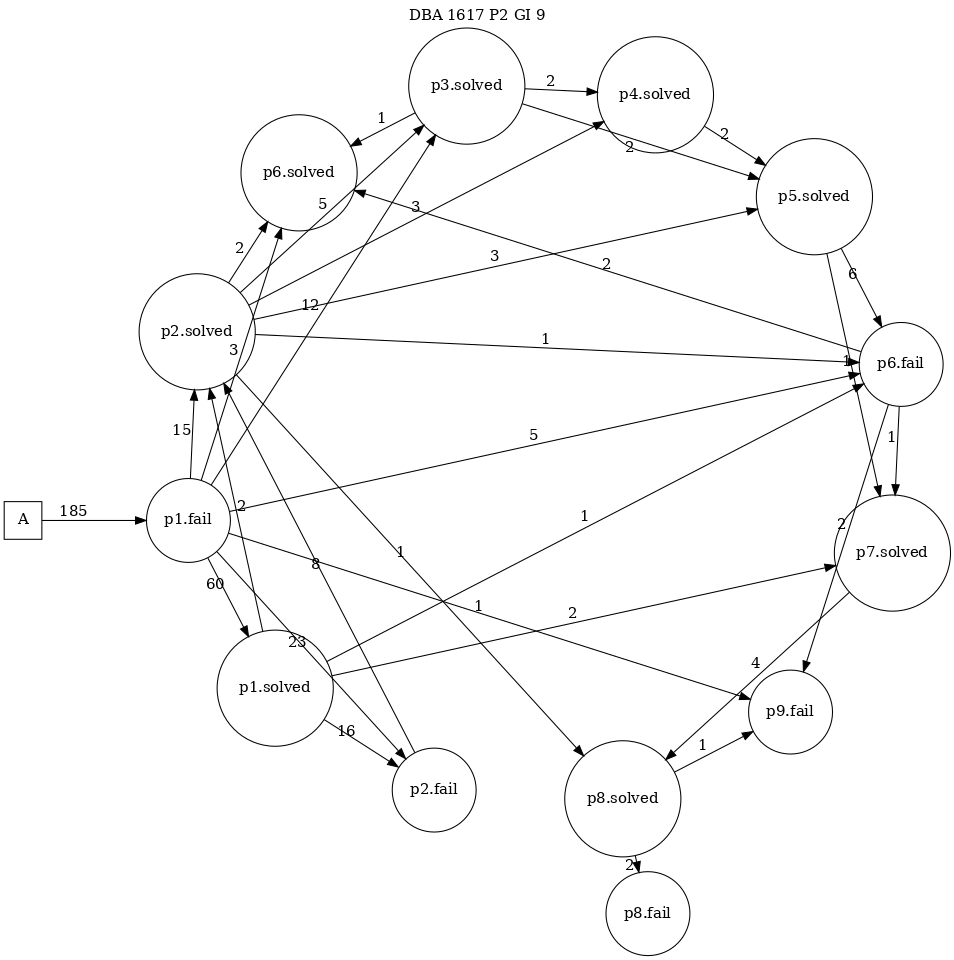 DBA 1617 P2 GI 9
p3.solved
2
p4.solved
1
2
2
p6.solved
p5.solved
5
3
2
3
2
6
12
p2.solved
1
3
1
p6.fail
15
5
1
185
A
p1.fail
2
1
2
p7.solved
1
8
60
1
2
23
4
p1.solved
p9.fail
16
1
p2.fail
p8.solved
2
p8.fail